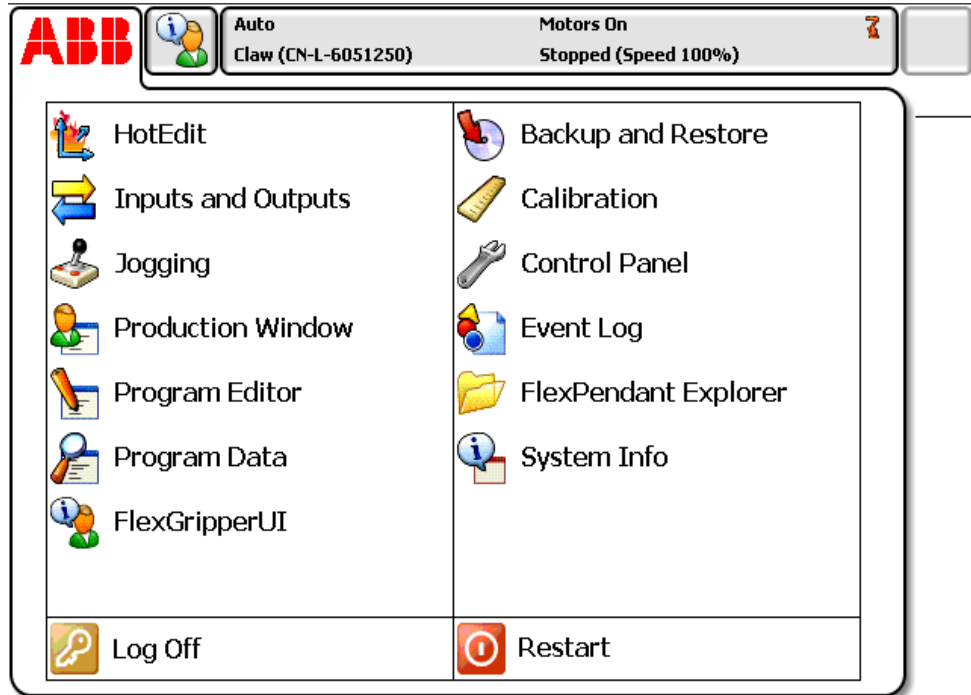 ABB
Auto
Motors On
Claw (CN-L-6051250)
Stopped (Speed 100%)
HotEdit
Inputs and Outputs
Jogging
Production Window
Program Editor
Program Data
FlexGripperUI
Backup and Restore
Calibration
Control Panel
Event Log
FlexPendant Explorer
System Info
Log Off
Restart